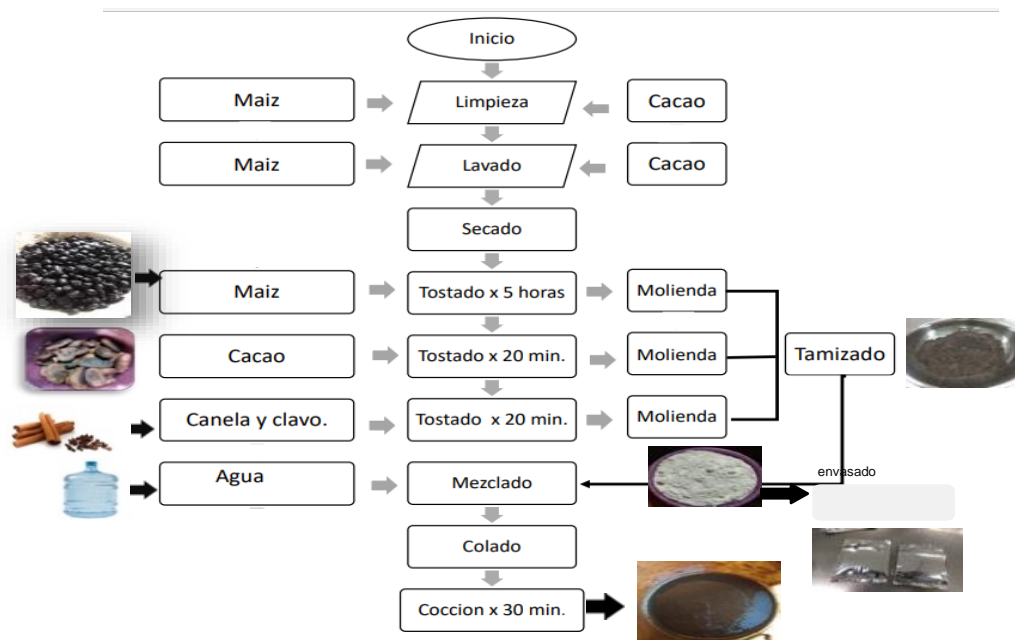 Inicio
Maiz
Limpieza
Cacao
Maiz
Lavado
Cacao
Secado
Maiz
Tostado x 5 horas
Molienda
Cacao
Tostado x 20 min.
Molienda
Tamizado
Canela y clavo.
Tostado x 20 min.
Molienda
Agua
Mezclado
envasado
Colado
Coccion x 30 min.